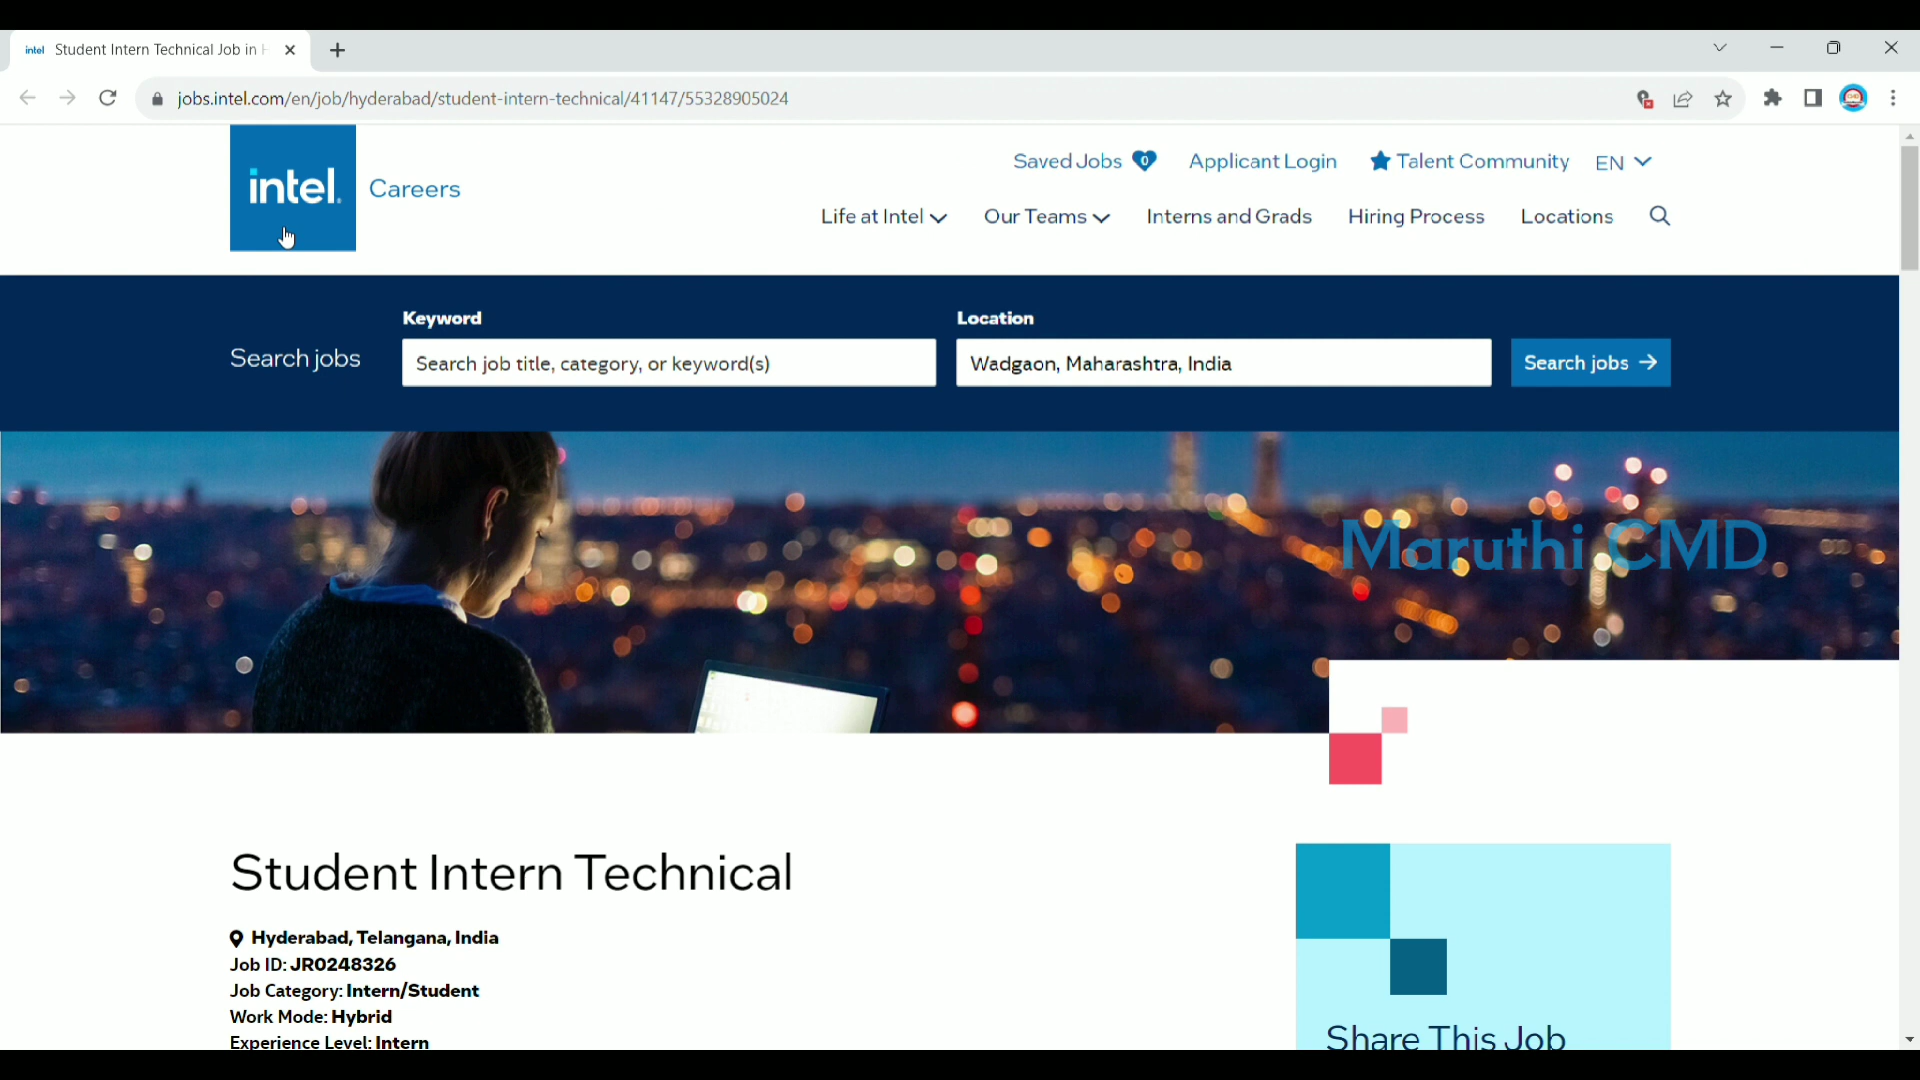 intel Student Intern Technical Job in H
jobs.intel.com/en/job/hyderabad/student-intern-technical/41147/55328905024
Saved Jobs 0 Applicant Login Talent Community EN
intel. Careers
Life at Intel Our Teams Interns and Grads Hiring Process Locations
Keyword Location
Search jobs Search job title, category, or keyword(s) Wadgaon, Maharashtra, India Search jobs
Maruthi CMD
Student Intern Technical
Hyderabad, Telangana, India
Job ID: JR0248326
Job Category: Intern/Student
Work Mode: Hybrid
Experience Level: Intern
Share This Job